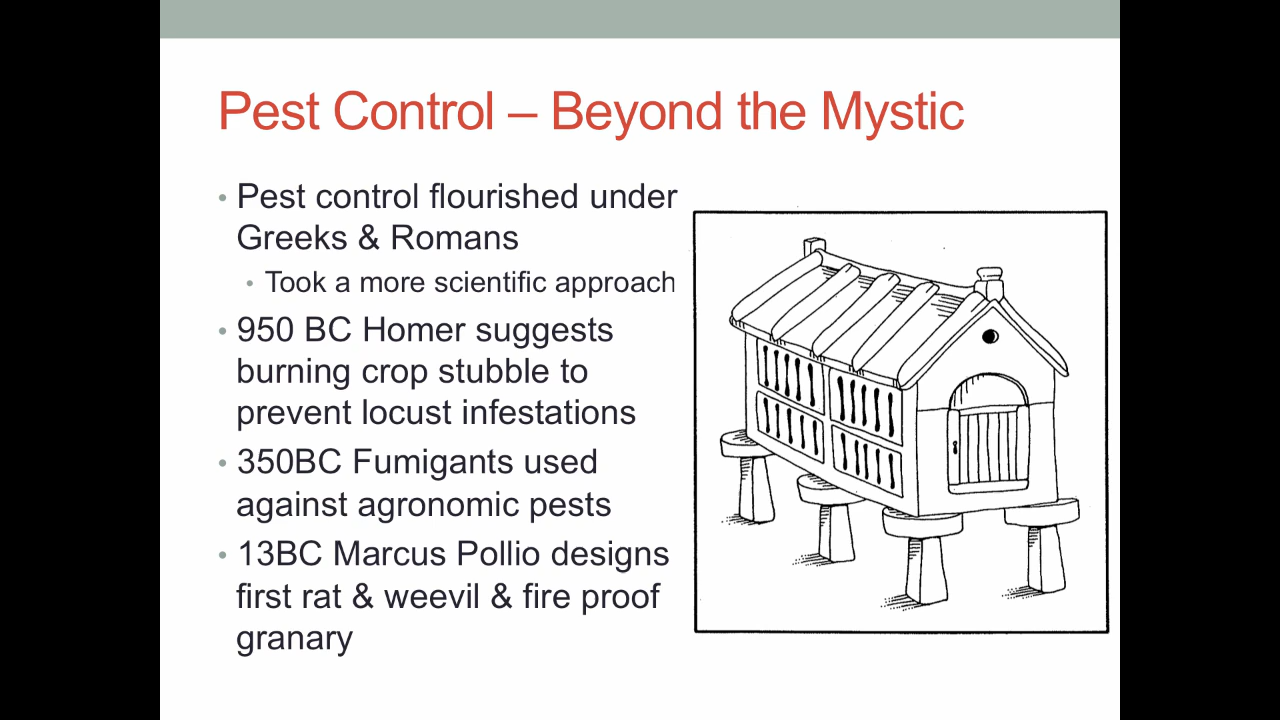 Pest Control – Beyond the Mystic
• Pest control flourished under
Greeks & Romans
• Took a more scientific approach
• 950 BC Homer suggests
burning crop stubble to
prevent locust infestations
• 350BC Fumigants used
against agronomic pests
• 13BC Marcus Pollio designs
first rat & weevil & fire proof
granary